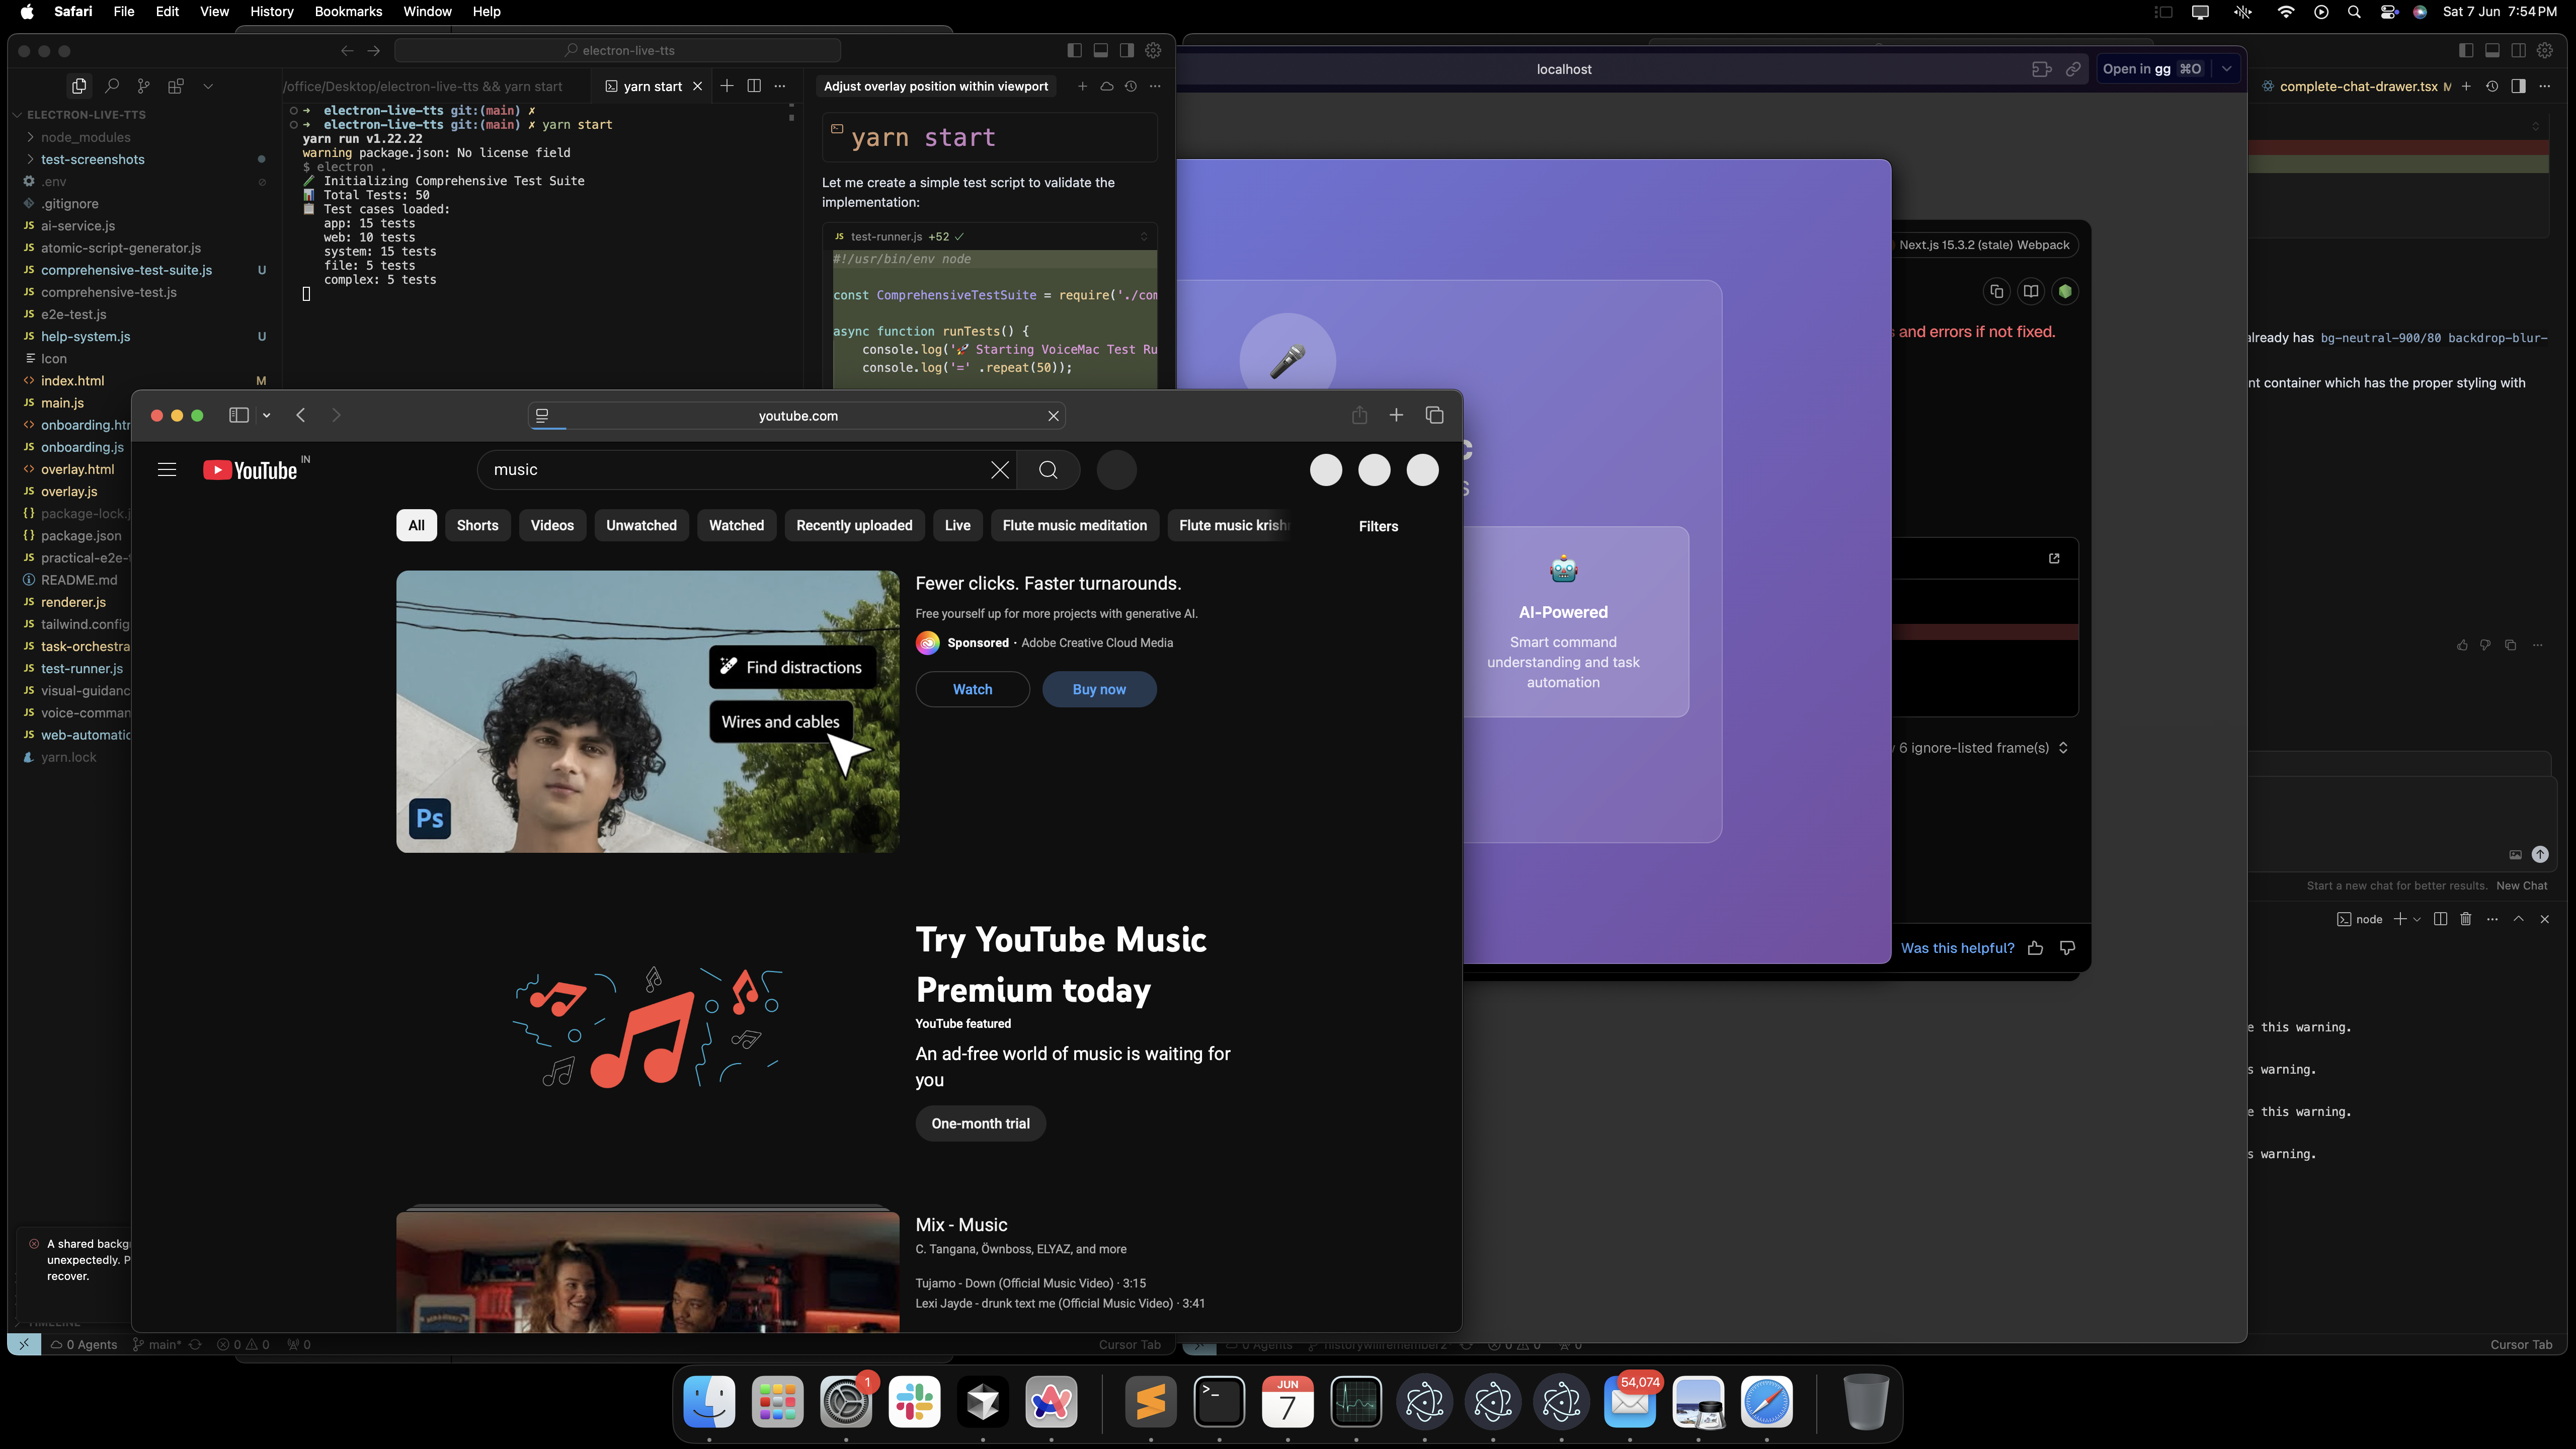 Safari File Edit View History Bookmarks Window Help
Sat 7 Jun 7:54 PM
electron-live-tts
ELECTRON-LIVE-TTS
node_modules
test-screenshots
.env
.gitignore
ai-service.js
atomic-script-generator.js
comprehensive-test-suite.js U
comprehensive-test.js
e2e-test.js
help-system.js U
Icon
index.html M
main.js
onboarding.htr
onboarding.js
overlay.html
overlay.js
package-lock.j
package.json
practical-e2e-
README.md
renderer.js
tailwind.config
task-orchestra
test-runner.js
visual-guidanc
voice-comman
web-automatic
yarn.lock
A shared backg
unexpectedly. P
recover.
TIMELINE
0 Agents main* 0 0 0
Cursor Tab
/office/Desktop/electron-live-tts && yarn start
yarn start
→ electron-live-tts git:(main) ✗
→ electron-live-tts git:(main) ✗ yarn start
yarn run v1.22.22
warning package.json: No license field
$ electron .
🧪 Initializing Comprehensive Test Suite
📊 Total Tests: 50
📋 Test cases loaded:
app: 15 tests
web: 10 tests
system: 15 tests
file: 5 tests
complex: 5 tests
Adjust overlay position within viewport
yarn start
Let me create a simple test script to validate the
implementation:
JS test-runner.js +52 ✓
#!/usr/bin/env node
const ComprehensiveTestSuite = require('./com
async function runTests() {
console.log('🚀 Starting VoiceMac Test Ru
console.log('=' .repeat(50));
youtube.com
YouTube IN
music
All
Shorts
Videos
Unwatched
Watched
Recently uploaded
Live
Flute music meditation
Flute music krish
Filters
Find distractions
Wires and cables
Ps
Fewer clicks. Faster turnarounds.
Free yourself up for more projects with generative AI.
Sponsored · Adobe Creative Cloud Media
Watch
Buy now
Try YouTube Music
Premium today
YouTube featured
An ad-free world of music is waiting for
you
One-month trial
Mix - Music
C. Tangana, Öwnboss, ELYAZ, and more
Tujamo - Down (Official Music Video) · 3:15
Lexi Jayde - drunk text me (Official Music Video) · 3:41
localhost
Open in gg ⌘O
AI-Powered
Smart command
understanding and task
automation
Next.js 15.3.2 (stale) Webpack
and errors if not fixed.
6 ignore-listed frame(s)
Was this helpful?
complete-chat-drawer.tsx M
already has bg-neutral-900/80 backdrop-blur-
nt container which has the proper styling with
Start a new chat for better results. New Chat
node
e this warning.
s warning.
e this warning.
s warning.
0 Agents historywillremember2 0 0 0
Cursor Tab
1
JUN
7
54,074